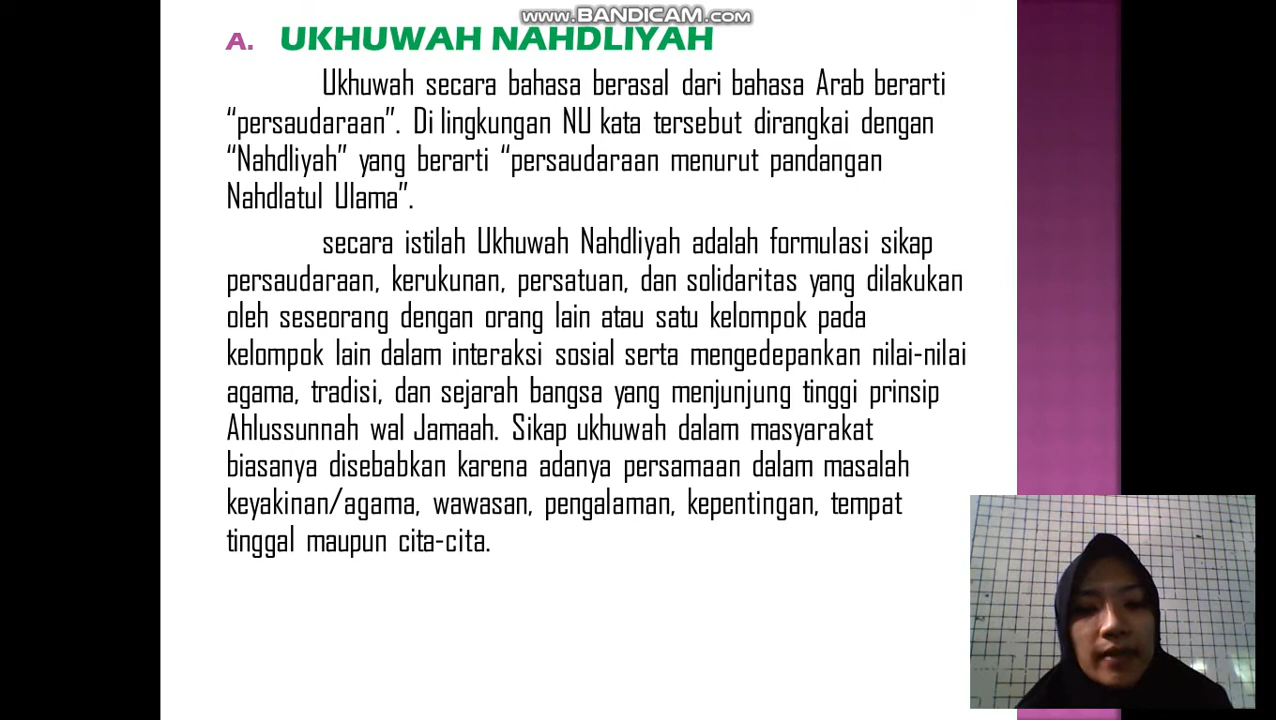 www.BANDICAM.com
A. UKHUWAH NAHDLIYAH
Ukhuwah secara bahasa berasal dari bahasa Arab berarti
“persaudaraan”. Di lingkungan NU kata tersebut dirangkai dengan
“Nahdliyah” yang berarti “persaudaraan menurut pandangan
Nahdlatul Ulama”.
secara istilah Ukhuwah Nahdliyah adalah formulasi sikap
persaudaraan, kerukunan, persatuan, dan solidaritas yang dilakukan
oleh seseorang dengan orang lain atau satu kelompok pada
kelompok lain dalam interaksi sosial serta mengedepankan nilai-nilai
agama, tradisi, dan sejarah bangsa yang menjunjung tinggi prinsip
Ahlussunnah wal Jamaah. Sikap ukhuwah dalam masyarakat
biasanya disebabkan karena adanya persamaan dalam masalah
keyakinan/agama, wawasan, pengalaman, kepentingan, tempat
tinggal maupun cita-cita.